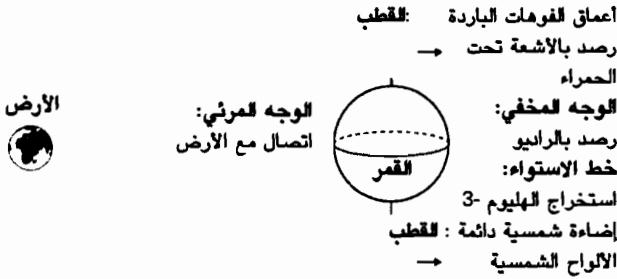 القطب: أعماق الفوهات الباردة
رصد بالأشعة تحت
الحمراء
الوجه المخفي:
رصد بالراديو
خط الاستواء:
استخراج الهليوم -3
القطب : إضاءة شمسية دائمة
الألواح الشمسية
القمر
الوجه المرئي:
اتصال مع الأرض
الأرض